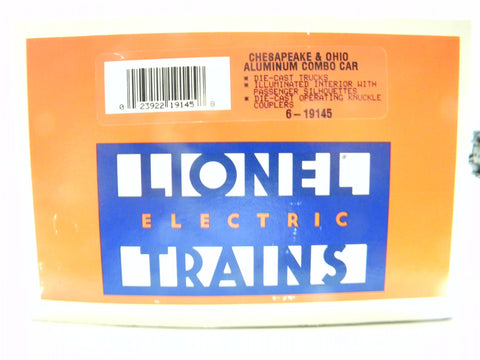 CHESAPEAKE & OHIO
ALUMINUM COMBO CAR
* DIE-CAST TRUCKS
* ILLUMINATED INTERIOR WITH
PASSENGER SILHOUETTES
* DIE-CAST OPERATING KNUCKLE
COUPLERS
6-19145
0 23922 19145 8
LIONEL
ELECTRIC
TRAINS